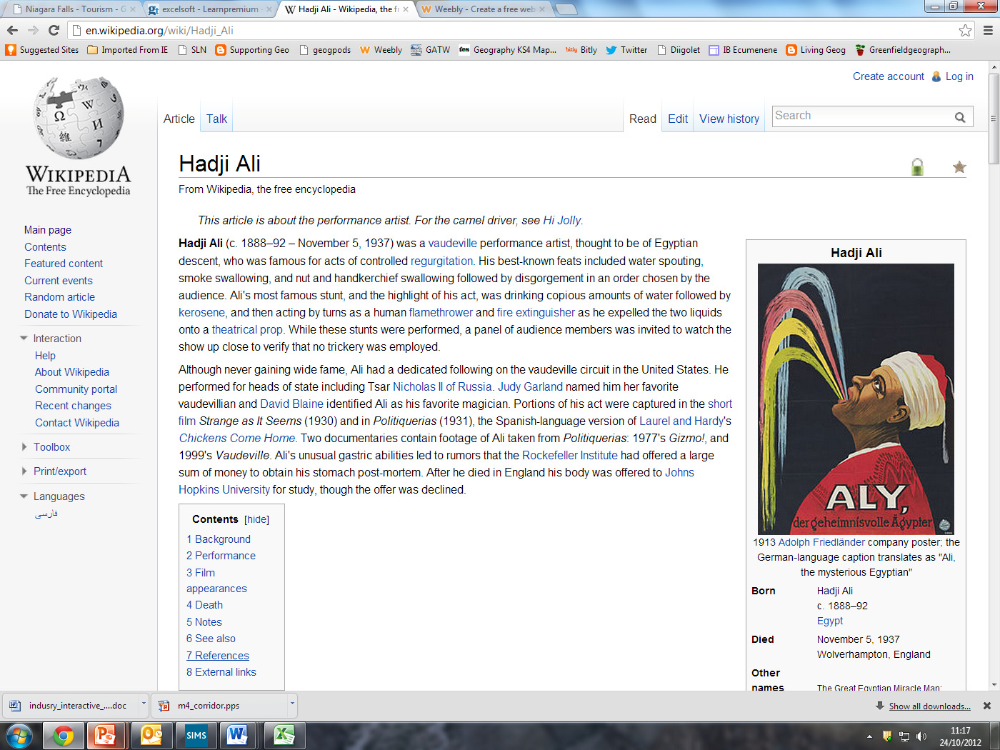 Niagara Falls - Tourism - G
excelsoft - Learnpremium
Hadji Ali - Wikipedia, the fr
Weebly - Create a free web
en.wikipedia.org/wiki/Hadji_Ali
Suggested Sites Imported From IE SLN Supporting Geo geogpods Weebly GATW tes Geography KS4 Map... bitly Bitly Twitter Diigolet IB Ecumenene Living Geog Greenfieldgeograph...
Create account Log in
Article Talk Read Edit View history Search
WIKIPEDIA
The Free Encyclopedia
Main page
Contents
Featured content
Current events
Random article
Donate to Wikipedia
Interaction
Help
About Wikipedia
Community portal
Recent changes
Contact Wikipedia
Toolbox
Print/export
Languages
فارسی
Hadji Ali
From Wikipedia, the free encyclopedia
This article is about the performance artist. For the camel driver, see Hi Jolly.
Hadji Ali (c. 1888–92 – November 5, 1937) was a vaudeville performance artist, thought to be of Egyptian
descent, who was famous for acts of controlled regurgitation. His best-known feats included water spouting,
smoke swallowing, and nut and handkerchief swallowing followed by disgorgement in an order chosen by the
audience. Ali's most famous stunt, and the highlight of his act, was drinking copious amounts of water followed by
kerosene, and then acting by turns as a human flamethrower and fire extinguisher as he expelled the two liquids
onto a theatrical prop. While these stunts were performed, a panel of audience members was invited to watch the
show up close to verify that no trickery was employed.
Although never gaining wide fame, Ali had a dedicated following on the vaudeville circuit in the United States. He
performed for heads of state including Tsar Nicholas II of Russia. Judy Garland named him her favorite
vaudevillian and David Blaine identified Ali as his favorite magician. Portions of his act were captured in the short
film Strange as It Seems (1930) and in Politiquerias (1931), the Spanish-language version of Laurel and Hardy's
Chickens Come Home. Two documentaries contain footage of Ali taken from Politiquerias: 1977's Gizmo!, and
1999's Vaudeville. Ali's unusual gastric abilities led to rumors that the Rockefeller Institute had offered a large
sum of money to obtain his stomach post-mortem. After he died in England his body was offered to Johns
Hopkins University for study, though the offer was declined.
Contents [hide]
1 Background
2 Performance
3 Film
appearances
4 Death
5 Notes
6 See also
7 References
8 External links
Hadji Ali
ALY,
der geheimnisvolle Ägypter
1913 Adolph Friedländer company poster; the
German-language caption translates as "Ali,
the mysterious Egyptian"
Born Hadji Ali
c. 1888–92
Egypt
Died November 5, 1937
Wolverhampton, England
Other
names The Great Egyptian Miracle Man;
indusry_interactive_....doc
m4_corridor.pps
Show all downloads...
SIMS
11:17
24/10/2012